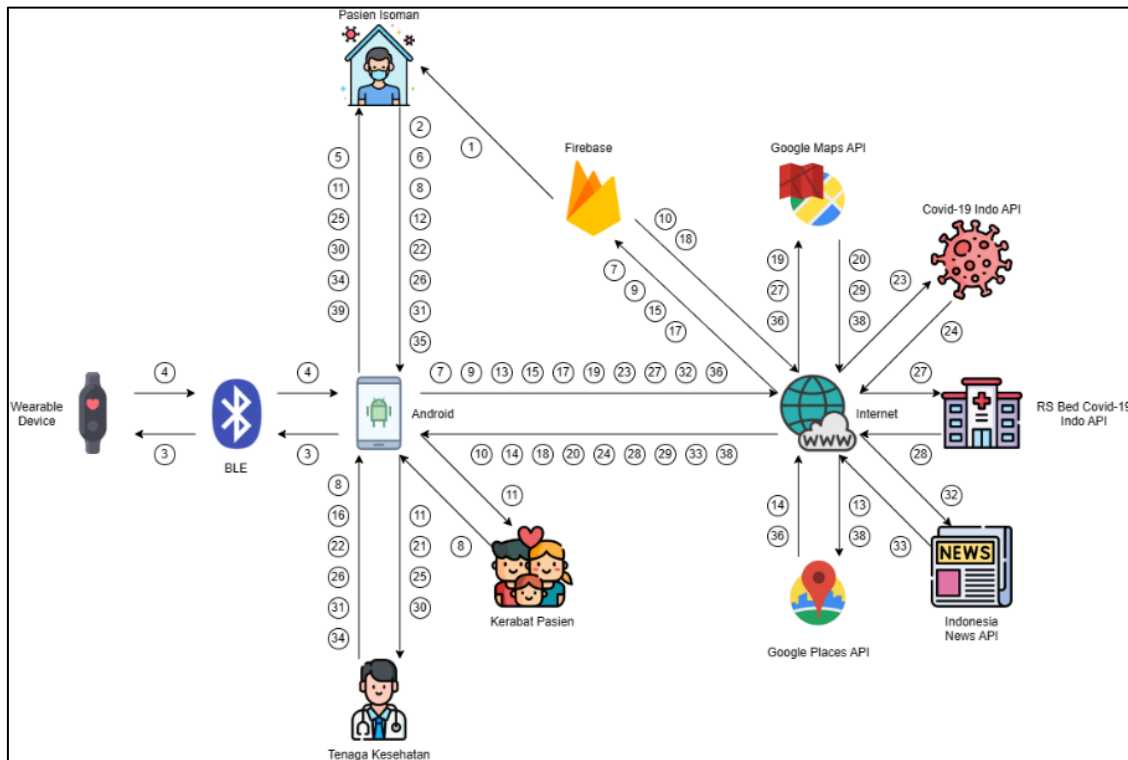 Pasien Isoman
2
1
6
5
8
11
12
25
22
30
26
34
31
39
35
Firebase
10
18
7
9
15
17
Google Maps API
19
20
27
29
36
38
Covid-19 Indo API
23
24
Wearable
Device
4
3
BLE
4
3
Android
7 9 13 15 17 19 23 27 32 36
10 14 18 20 24 28 29 33 38
Internet
WWW
27
28
RS Bed Covid-19
Indo API
8
11
16
21
22
25
26
30
31
34
11
8
Kerabat Pasien
14
13
36
38
Google Places API
32
33
NEWS
Indonesia
News API
Tenaga Kesehatan